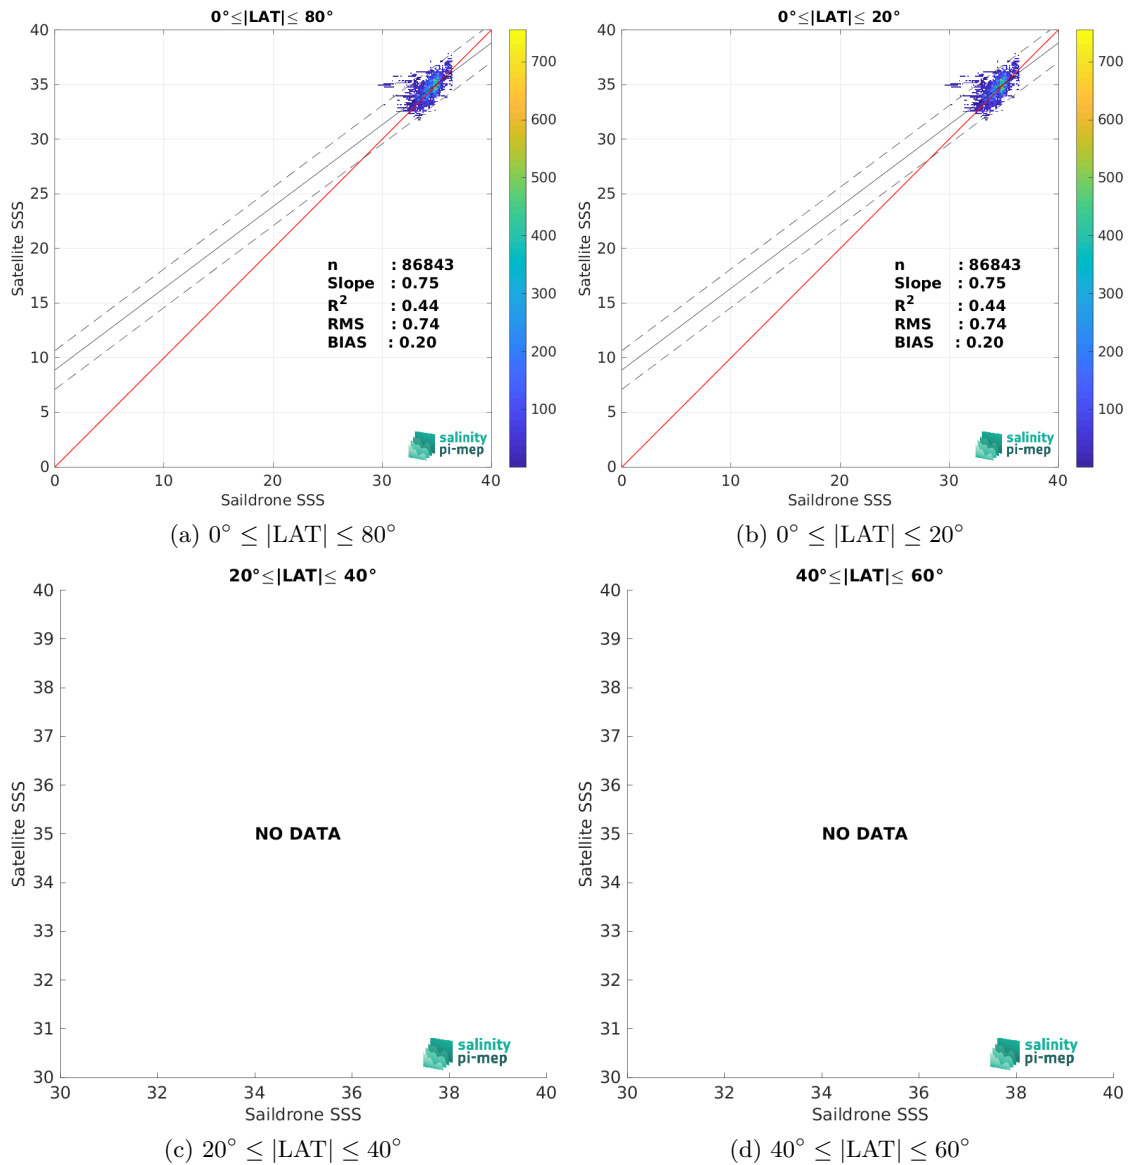 0°≤|LAT|≤ 80°
40
35
30
25
20
15
10
5
0
Satellite SSS
n : 86843
Slope : 0.75
R2 : 0.44
RMS : 0.74
BIAS : 0.20
salinity
pi-mep
0 10 20 30 40
Saildrone SSS
700
600
500
400
300
200
100
(a) 0° ≤ |LAT| ≤ 80°
0°≤|LAT|≤ 20°
40
35
30
25
20
15
10
5
0
Satellite SSS
n : 86843
Slope : 0.75
R2 : 0.44
RMS : 0.74
BIAS : 0.20
salinity
pi-mep
0 10 20 30 40
Saildrone SSS
700
600
500
400
300
200
100
(b) 0° ≤ |LAT| ≤ 20°
20°≤|LAT|≤ 40°
40
39
38
37
36
35
34
33
32
31
30
Satellite SSS
NO DATA
salinity
pi-mep
30 32 34 36 38 40
Saildrone SSS
(c) 20° ≤ |LAT| ≤ 40°
40°≤|LAT|≤ 60°
40
39
38
37
36
35
34
33
32
31
30
Satellite SSS
NO DATA
salinity
pi-mep
30 32 34 36 38 40
Saildrone SSS
(d) 40° ≤ |LAT| ≤ 60°